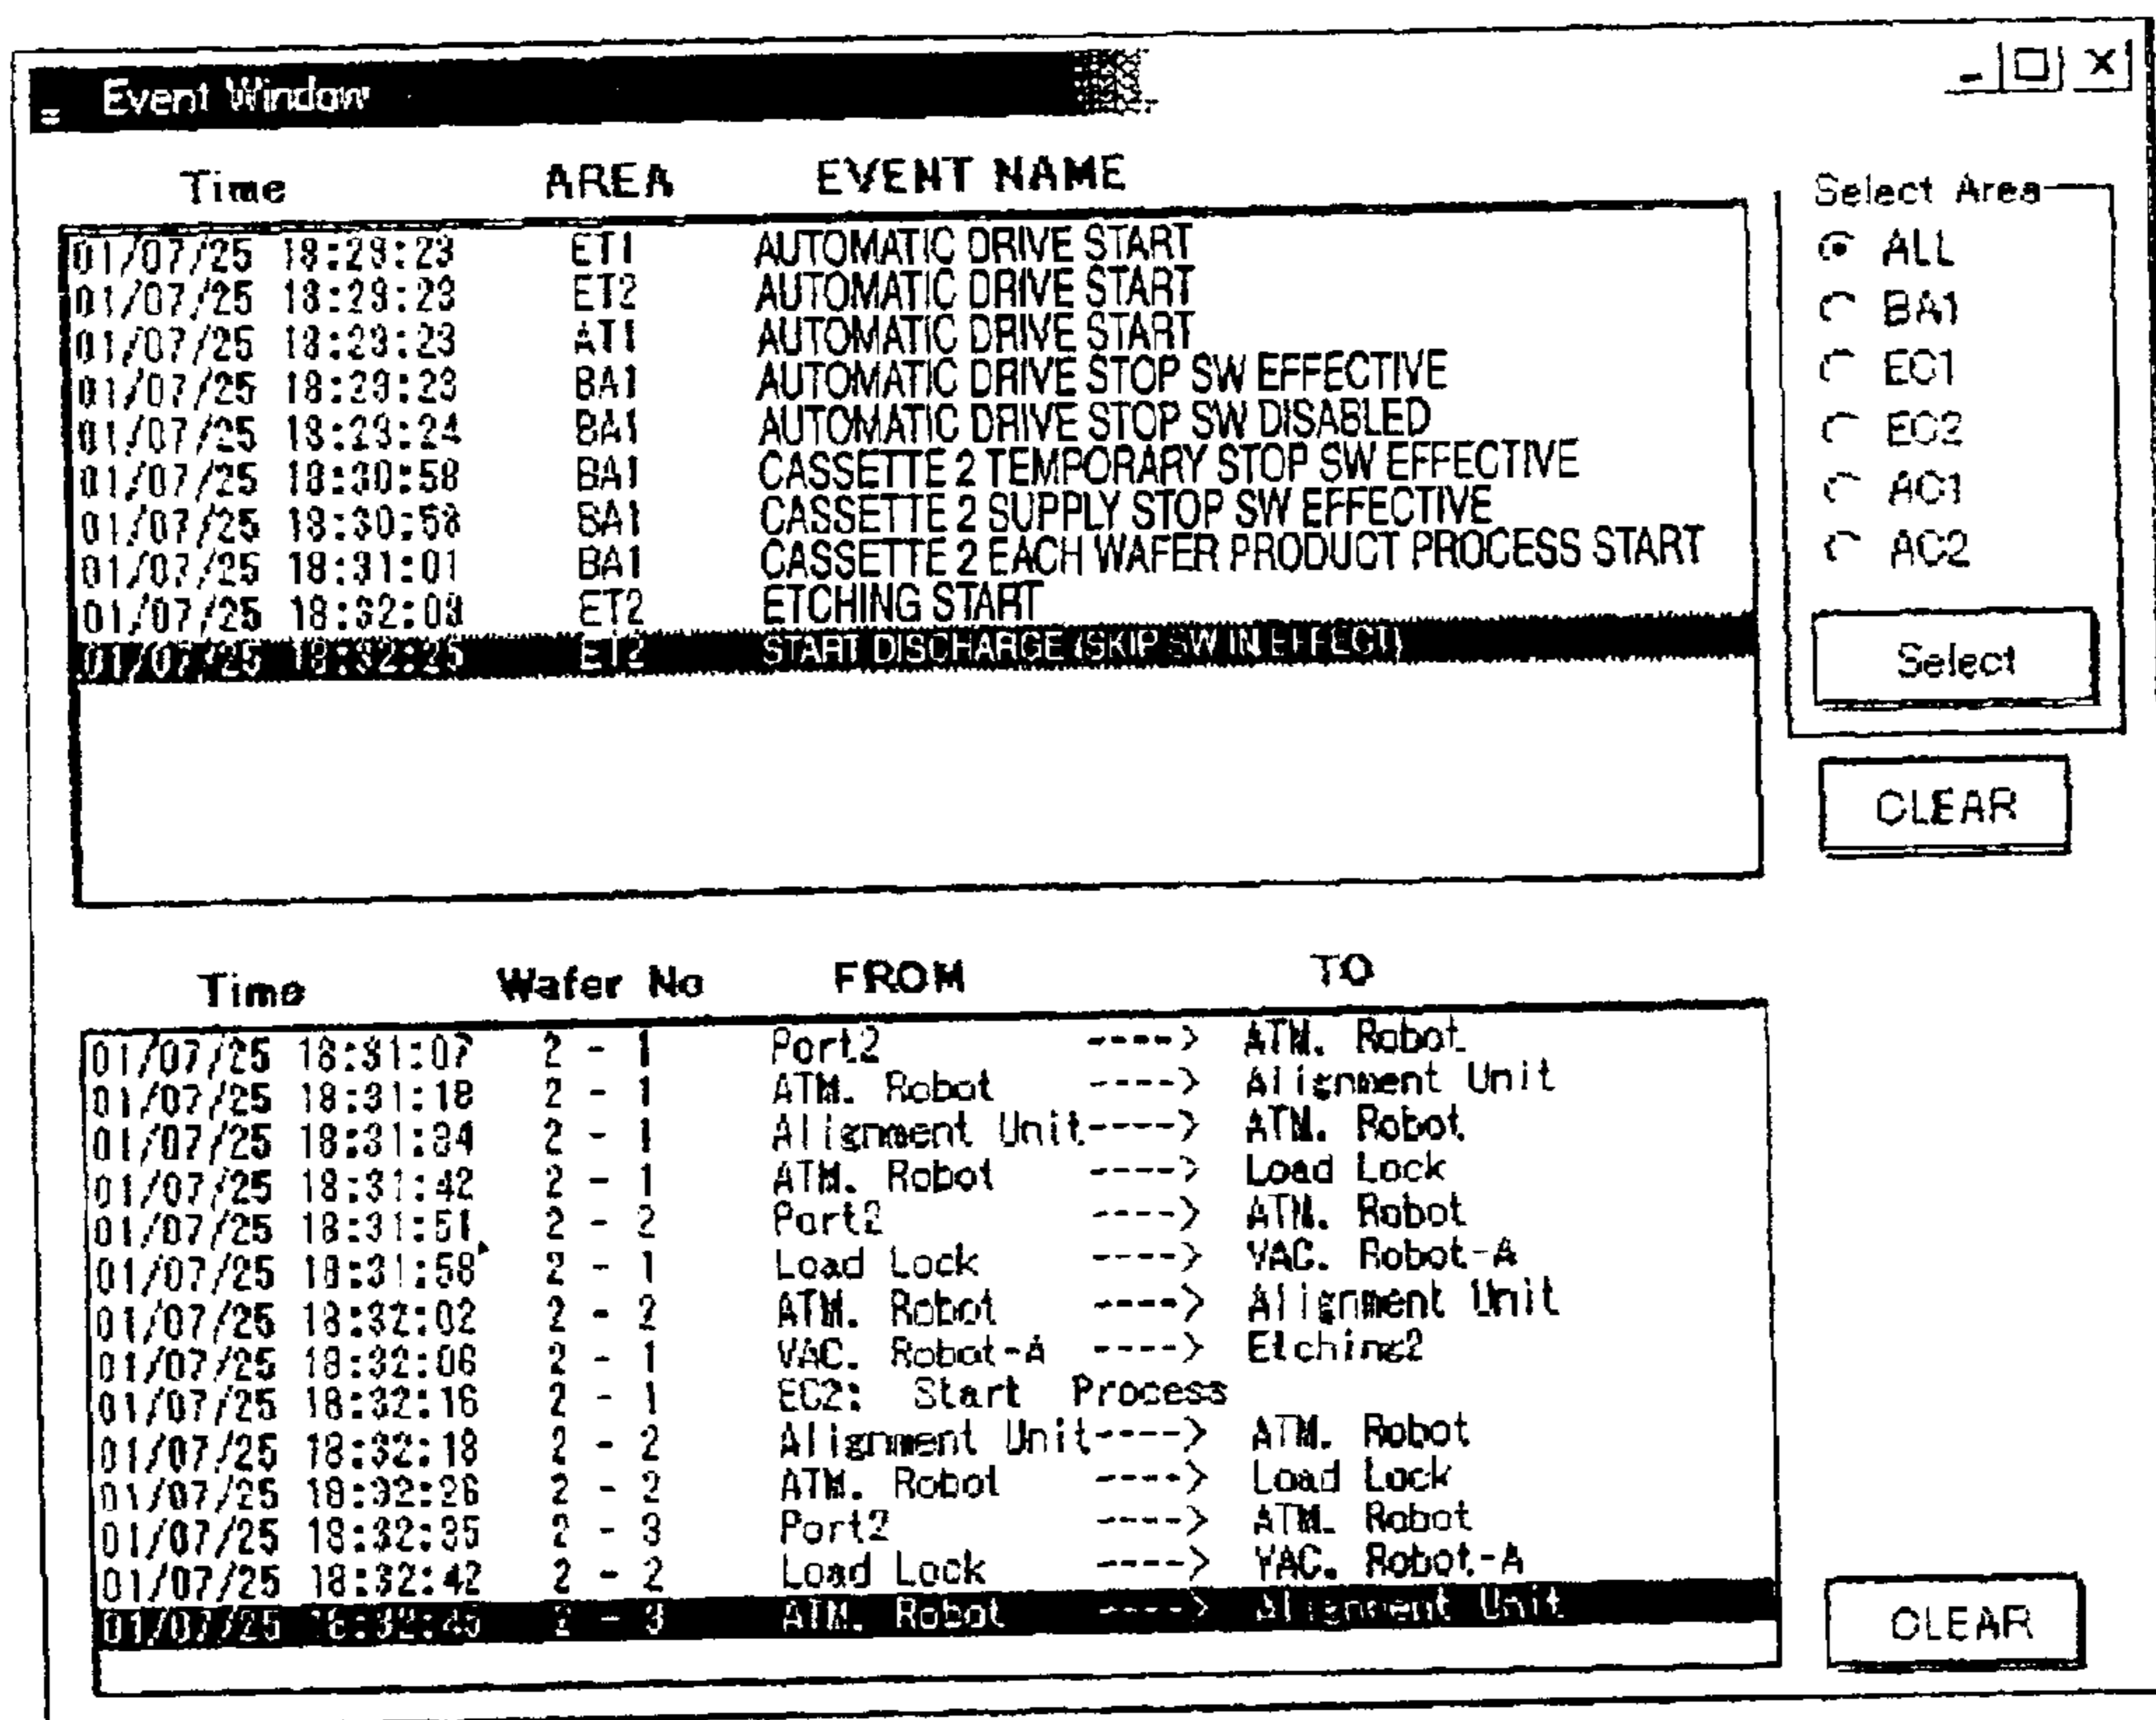 Event Window
Time AREA EVENT NAME
01/07/25 18:29:23 ET1 AUTOMATIC DRIVE START
01/07/25 18:29:23 ET2 AUTOMATIC DRIVE START
01/07/25 18:29:23 AT1 AUTOMATIC DRIVE START
01/07/25 18:29:23 BA1 AUTOMATIC DRIVE STOP SW EFFECTIVE
01/07/25 18:29:24 BA1 AUTOMATIC DRIVE STOP SW DISABLED
01/07/25 18:30:58 BA1 CASSETTE 2 TEMPORARY STOP SW EFFECTIVE
01/07/25 18:30:58 BA1 CASSETTE 2 SUPPLY STOP SW EFFECTIVE
01/07/25 18:31:01 BA1 CASSETTE 2 EACH WAFER PRODUCT PROCESS START
01/07/25 ET2 ETCHING START
01/07/25 18:32:25 ET2 START DISCHARGE (SKIP SW IN EFFECT)
Select Area
ALL
BA1
EC1
EC2
AC1
AC2
Select
CLEAR
Time Wafer No FROM TO
01/07/25 18:31:07 2 - 1 Port2 ----> ATM. Robot
01/07/25 18:31:18 2 - 1 ATM. Robot ----> Alignment Unit
01/07/25 18:31:34 2 - 1 Alignment Unit----> ATM. Robot
01/07/25 18:31:42 2 - 1 ATM. Robot ----> Load Lock
01/07/25 18:31:51 2 - 2 Port2 ----> ATM. Robot
01/07/25 18:31:58 2 - 1 Load Lock ----> VAC. Robot-A
01/07/25 18:32:02 2 - 2 ATM. Robot ----> Alignment Unit
01/07/25 18:32:06 2 - 1 VAC. Robot-A ----> Etching2
01/07/25 18:32:16 2 - 1 EC2: Start Process
01/07/25 18:32:18 2 - 2 Alignment Unit----> ATM. Robot
01/07/25 18:32:26 2 - 2 ATM. Robot ----> Load Lock
01/07/25 18:32:35 2 - 3 Port2 ----> ATM. Robot
01/07/25 18:32:42 2 - 2 Load Lock ----> VAC. Robot-A
01/07/25 2 - 3 ATM. Robot ----> Alignment Unit
CLEAR